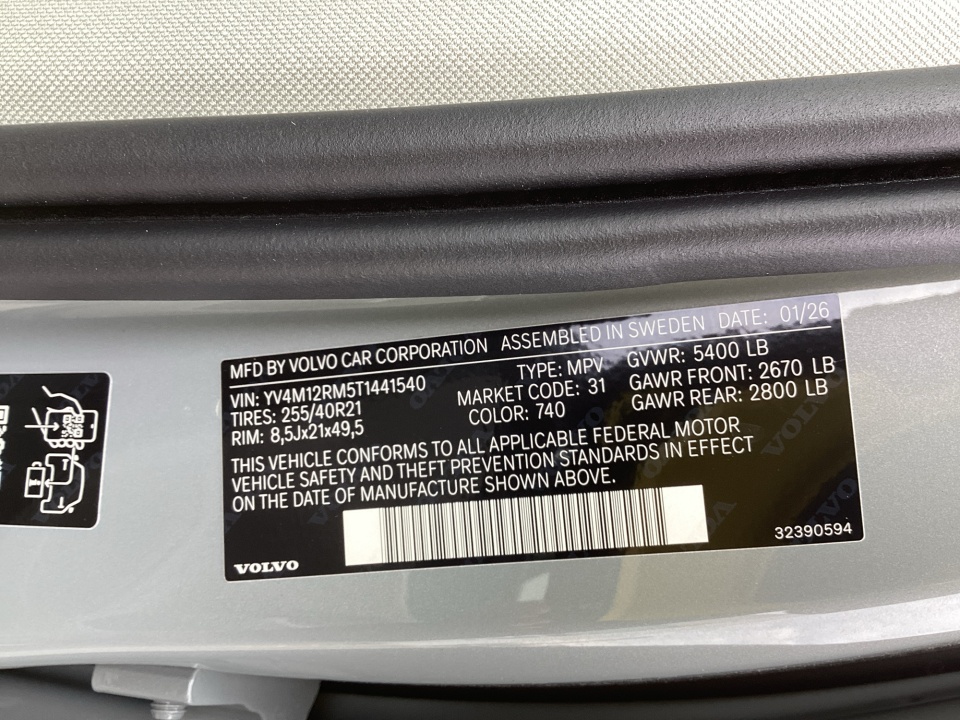 MFD BY VOLVO CAR CORPORATION ASSEMBLED IN SWEDEN DATE: 01/26
VIN: YV4M12RM5T1441540 TYPE: MPV GVWR: 5400 LB
TIRES: 255/40R21 MARKET CODE: 31 GAWR FRONT: 2670 LB
RIM: 8,5Jx21x49,5 COLOR: 740 GAWR REAR: 2800 LB
THIS VEHICLE CONFORMS TO ALL APPLICABLE FEDERAL MOTOR
VEHICLE SAFETY AND THEFT PREVENTION STANDARDS IN EFFECT
ON THE DATE OF MANUFACTURE SHOWN ABOVE.
VOLVO 32390594